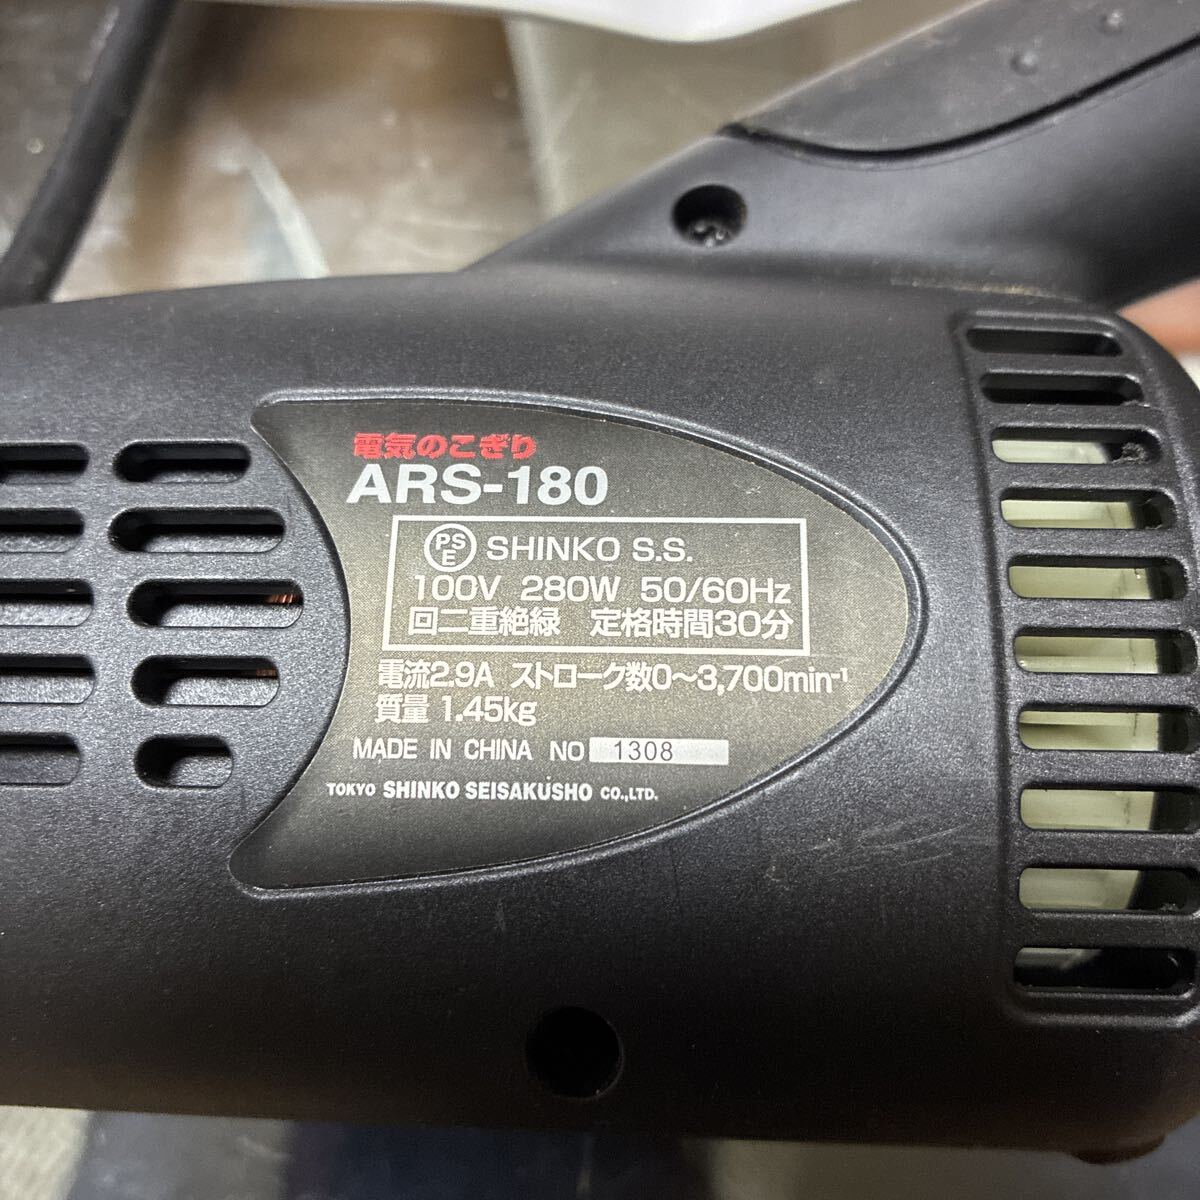 電気のこぎり
ARS-180
PSE SHINKO S.S.
100V 280W 50/60Hz
回二重絶縁 定格時間30分
電流2.9A ストローク数0～3,700min⁻¹
質量 1.45kg
MADE IN CHINA NO 1308
TOKYO SHINKO SEISAKUSHO CO.,LTD.